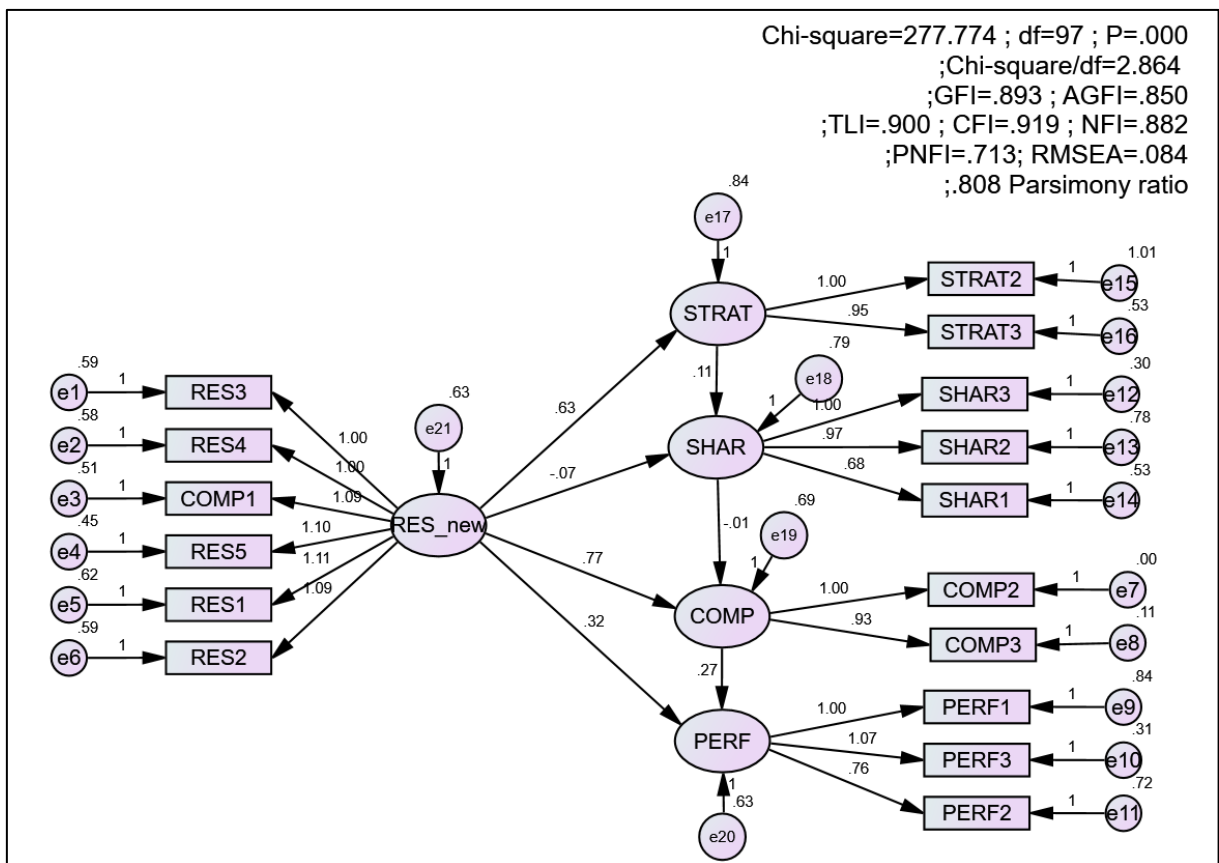 Chi-square=277.774 ; df=97 ; P=.000
;Chi-square/df=2.864
;GFI=.893 ; AGFI=.850
;TLI=.900 ; CFI=.919 ; NFI=.882
;PNFI=.713; RMSEA=.084
;.808 Parsimony ratio
.84
e17
1
STRAT
1.00
STRAT2
1
1.01
e15
.95
STRAT3
1
.53
e16
.11
.79
e18
1
SHAR
1.00
SHAR3
1
.30
e12
.97
SHAR2
1
.78
e13
.68
SHAR1
1
.53
e14
.59
e1
1
RES3
1.00
.58
e2
1
RES4
1.00
.51
e3
1
COMP1
1.09
.45
e4
1
RES5
1.10
.62
e5
1
RES1
1.11
.59
e6
1
RES2
1.09
.63
e21
1
RES_new
.63
-.07
.77
.32
-.01
.69
e19
1
COMP
1.00
COMP2
1
.00
e7
.93
COMP3
1
.11
e8
.27
PERF
1.00
PERF1
1
.84
e9
1.07
PERF3
1
.31
e10
.76
PERF2
1
.72
e11
1
.63
e20